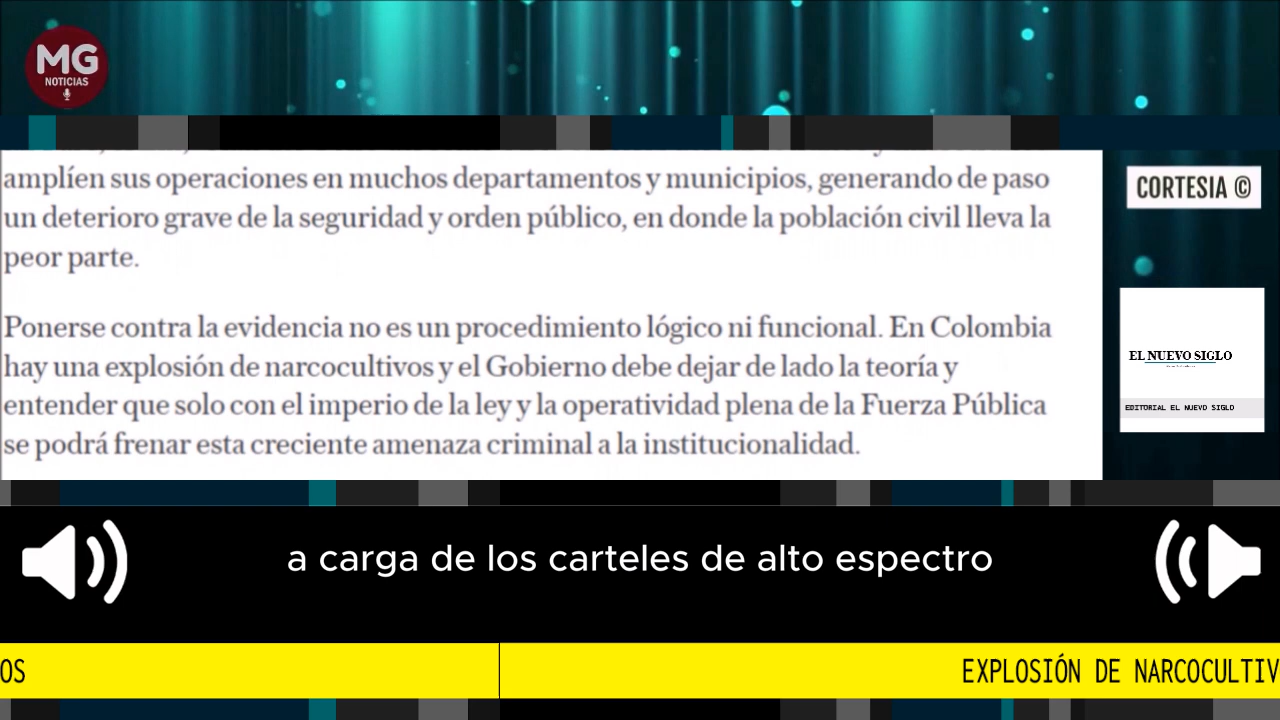 MG
NOTICIAS
amplíen sus operaciones en muchos departamentos y municipios, generando de paso
un deterioro grave de la seguridad y orden público, en donde la población civil lleva la
peor parte.
Ponerse contra la evidencia no es un procedimiento lógico ni funcional. En Colombia
hay una explosión de narcocultivos y el Gobierno debe dejar de lado la teoría y
entender que solo con el imperio de la ley y la operatividad plena de la Fuerza Pública
se podrá frenar esta creciente amenaza criminal a la institucionalidad.
CORTESIA ©
EL NUEVO SIGLO
EDITORIAL EL NUEVO SIGLO
a carga de los carteles de alto espectro
OS
EXPLOSIÓN DE NARCOCULTIV